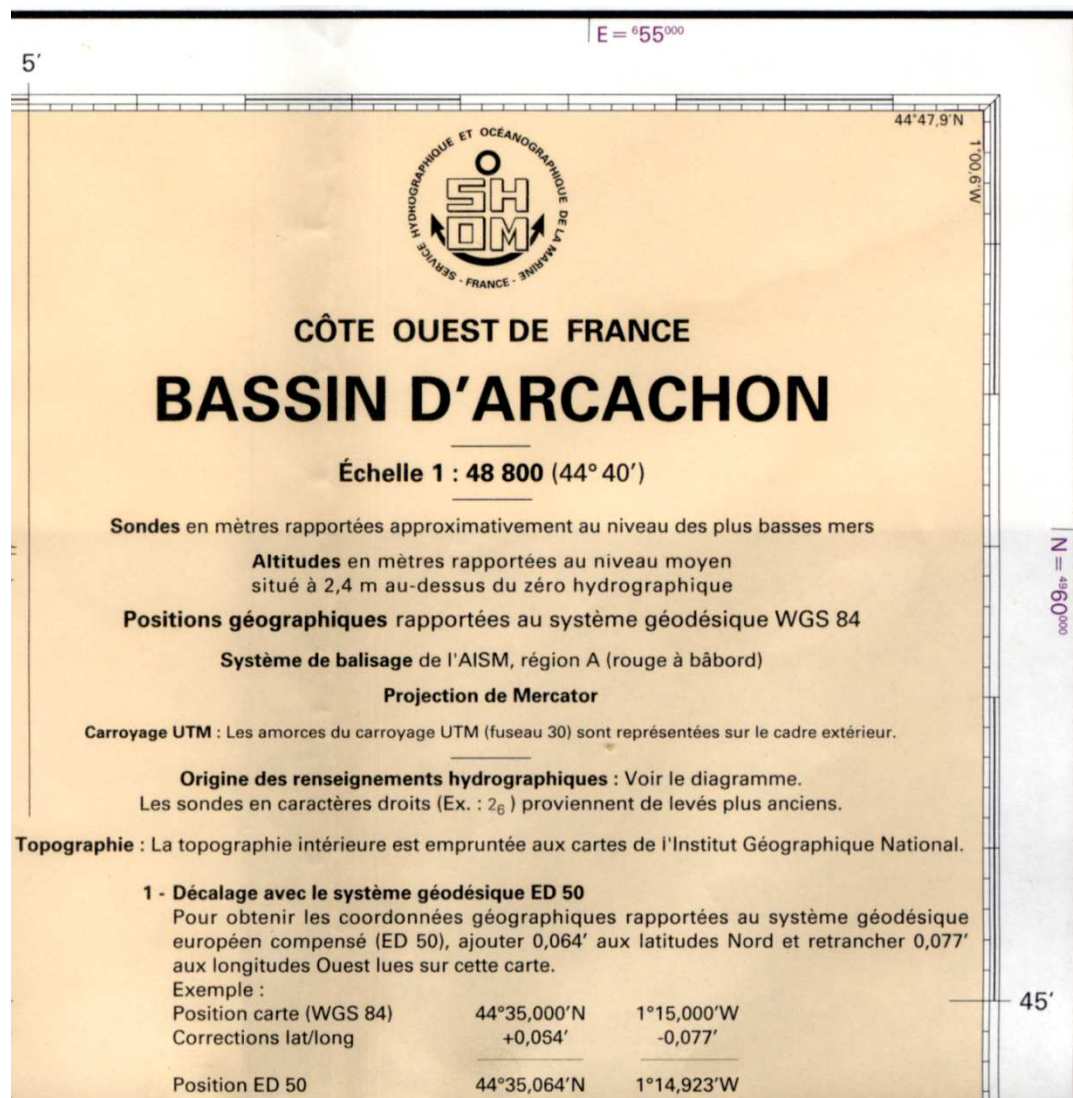 E = ⁶55⁰⁰⁰
5'
44°47,9'N
1°00,6'W
SERVICE HYDROGRAPHIQUE ET OCÉANOGRAPHIQUE DE LA MARINE
SHOM
- FRANCE -
CÔTE OUEST DE FRANCE
BASSIN D'ARCACHON
Échelle 1 : 48 800 (44° 40')
Sondes en mètres rapportées approximativement au niveau des plus basses mers
Altitudes en mètres rapportées au niveau moyen
situé à 2,4 m au-dessus du zéro hydrographique
N = ⁴⁹60⁰⁰⁰
Positions géographiques rapportées au système géodésique WGS 84
Système de balisage de l'AISM, région A (rouge à bâbord)
Projection de Mercator
Carroyage UTM : Les amorces du carroyage UTM (fuseau 30) sont représentées sur le cadre extérieur.
Origine des renseignements hydrographiques : Voir le diagramme.
Les sondes en caractères droits (Ex. : 2₆ ) proviennent de levés plus anciens.
Topographie : La topographie intérieure est empruntée aux cartes de l'Institut Géographique National.
1 - Décalage avec le système géodésique ED 50
Pour obtenir les coordonnées géographiques rapportées au système géodésique
européen compensé (ED 50), ajouter 0,064' aux latitudes Nord et retrancher 0,077'
aux longitudes Ouest lues sur cette carte.
Exemple :
Position carte (WGS 84) 44°35,000'N 1°15,000'W
45'
Corrections lat/long +0,054' -0,077'
Position ED 50 44°35,064'N 1°14,923'W